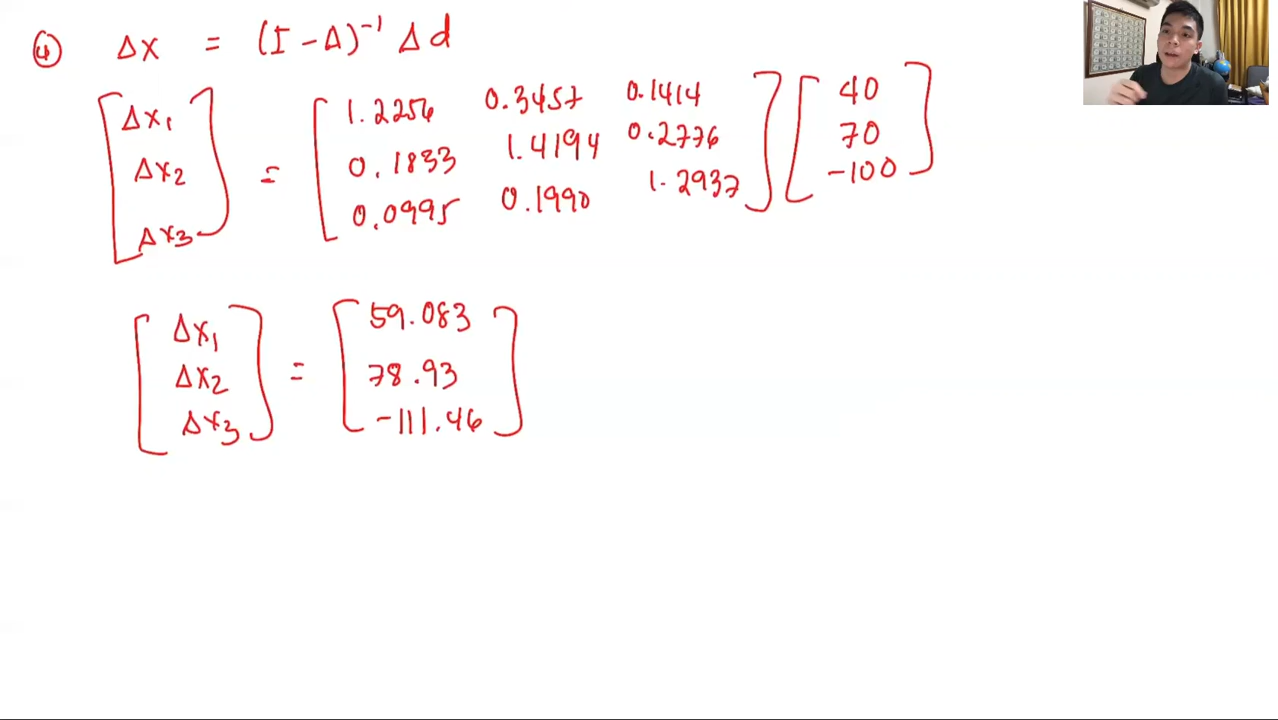 ④ Δx = (I - A)⁻¹ Δd
[Δx₁ Δx₂ Δx₃] = [1.2256 0.3457 0.1414
0.1833 1.4194 0.2776
0.0995 0.1990 1.2937] [40 70 -100]
[Δx₁ Δx₂ Δx₃] = [59.083 78.93 -111.46]